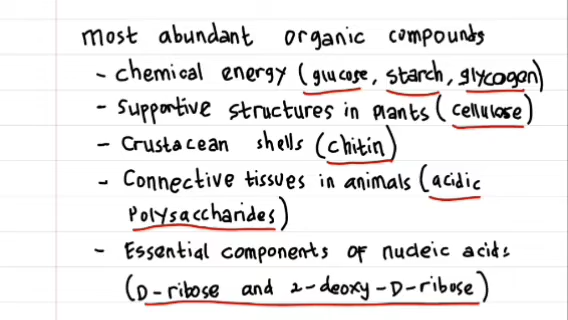 most abundant organic compounds
- chemical energy (glucose, starch, glycogan)
- Supportive structures in plants (cellulose)
- Crustacean shells (chitin)
- Connective tissues in animals (acidic
Polysaccharides)
- Essential components of nucleic acids
(D-ribose and 2-deoxy-D-ribose)